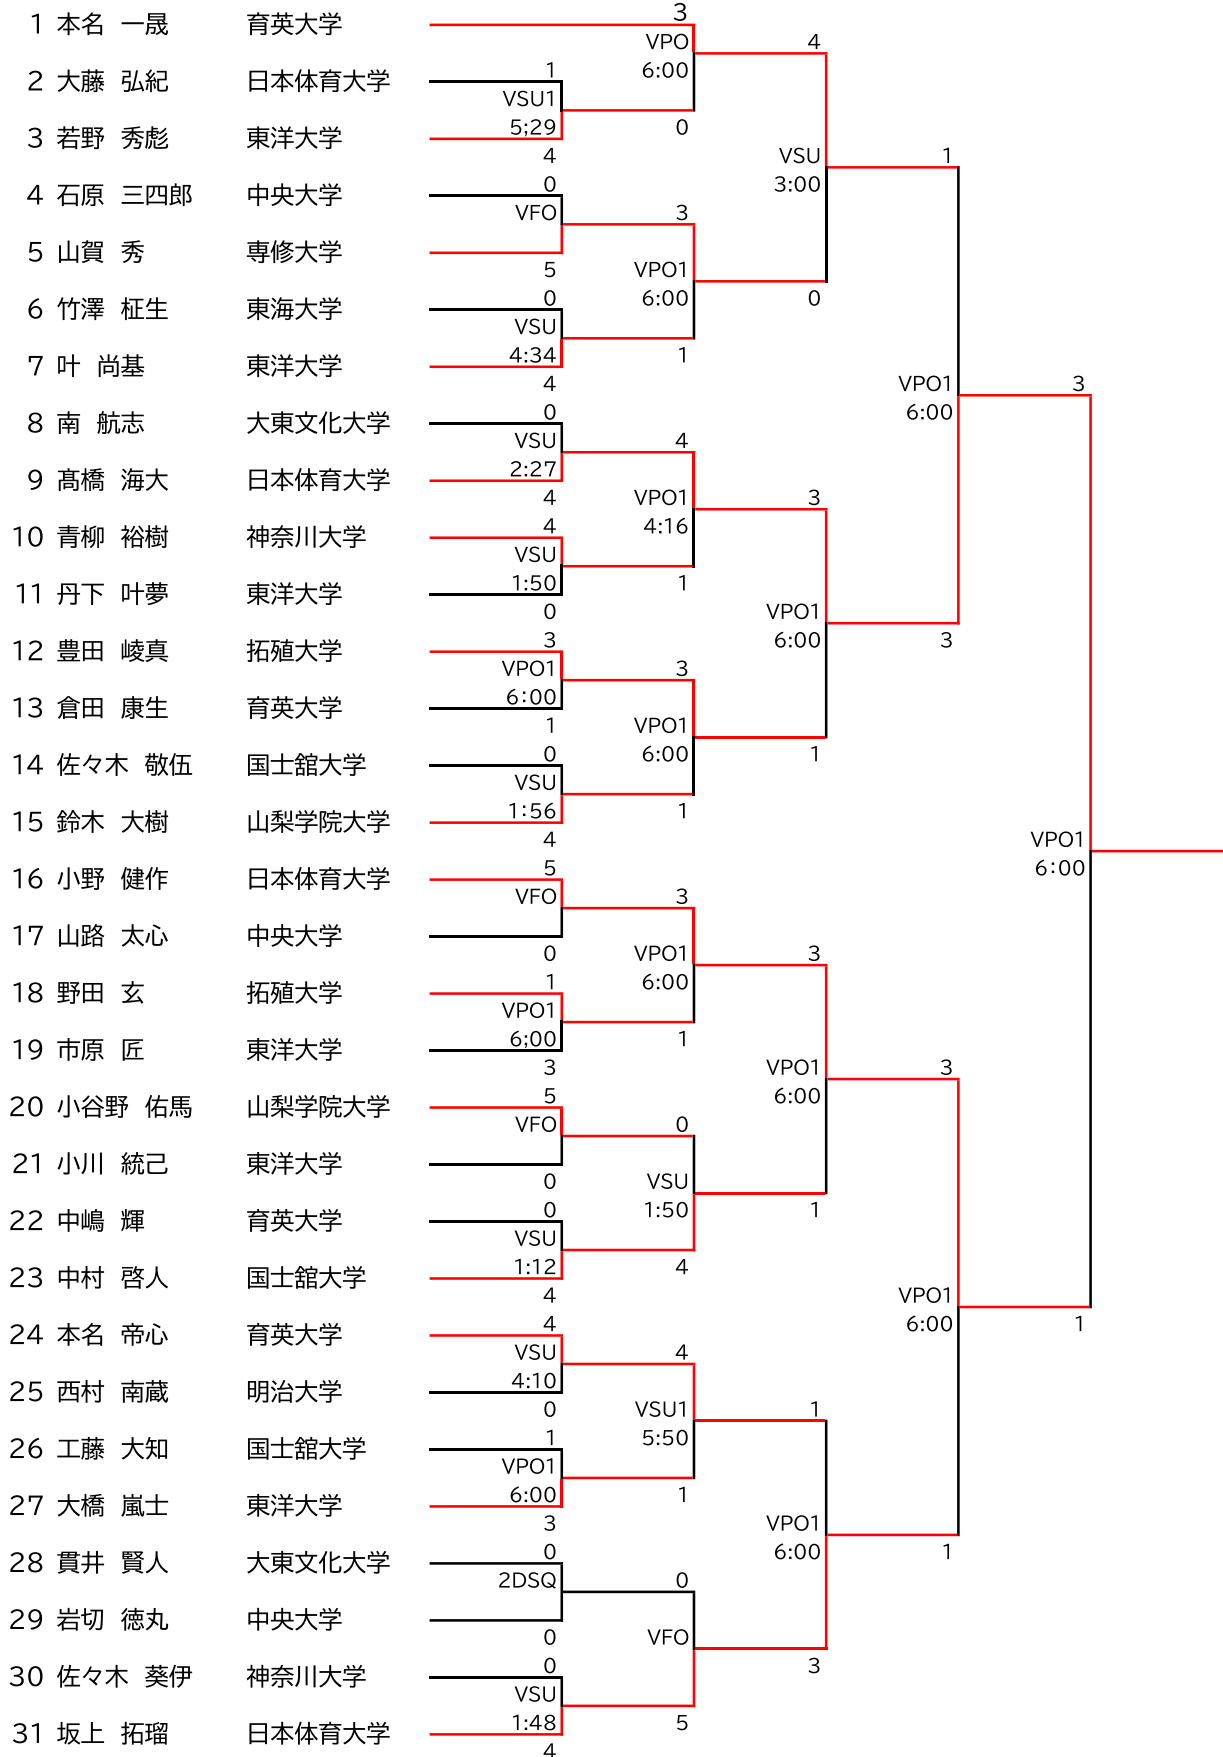 3
1 本名 一晟 育英大学
VPO 4
6:00
1
2 大藤 弘紀 日本体育大学
VSU1
5;29 0
3 若野 秀彪 東洋大学
4 VSU 1
0 3:00
4 石原 三四郎 中央大学
VFO 3
5 山賀 秀 専修大学
5 VPO1
0 6:00 0
6 竹澤 柾生 東海大学
VSU
4:34 1
7 叶 尚基 東洋大学
4 VPO1 3
0 6:00
8 南 航志 大東文化大学
VSU 4
2:27
9 髙橋 海大 日本体育大学
4 VPO1 3
4 4:16
10 青柳 裕樹 神奈川大学
VSU
1:50 1
11 丹下 叶夢 東洋大学
0 VPO1
3 6:00 3
12 豊田 崚真 拓殖大学
VPO1 3
6:00
13 倉田 康生 育英大学
1 VPO1
0 6:00 1
14 佐々木 敬伍 国士舘大学
VSU
1:56 1
15 鈴木 大樹 山梨学院大学
4 VPO1
5 6:00
16 小野 健作 日本体育大学
VFO 3
17 山路 太心 中央大学
0 VPO1 3
1 6:00
18 野田 玄 拓殖大学
VPO1
6;00 1
19 市原 匠 東洋大学
3 VPO1 3
5 6:00
20 小谷野 佑馬 山梨学院大学
VFO 0
21 小川 統己 東洋大学
0 VSU
0 1:50 1
22 中嶋 輝 育英大学
VSU
1:12 4
23 中村 啓人 国士舘大学
4 VPO1
4 6:00 1
24 本名 帝心 育英大学
VSU 4
4:10
25 西村 南蔵 明治大学
0 VSU1 1
1 5:50
26 工藤 大知 国士舘大学
VPO1
6:00 1
27 大橋 嵐士 東洋大学
3 VPO1
0 6:00 1
28 貫井 賢人 大東文化大学
2DSQ 0
29 岩切 徳丸 中央大学
0 VFO
0 3
30 佐々木 葵伊 神奈川大学
VSU
1:48 5
31 坂上 拓瑠 日本体育大学
4